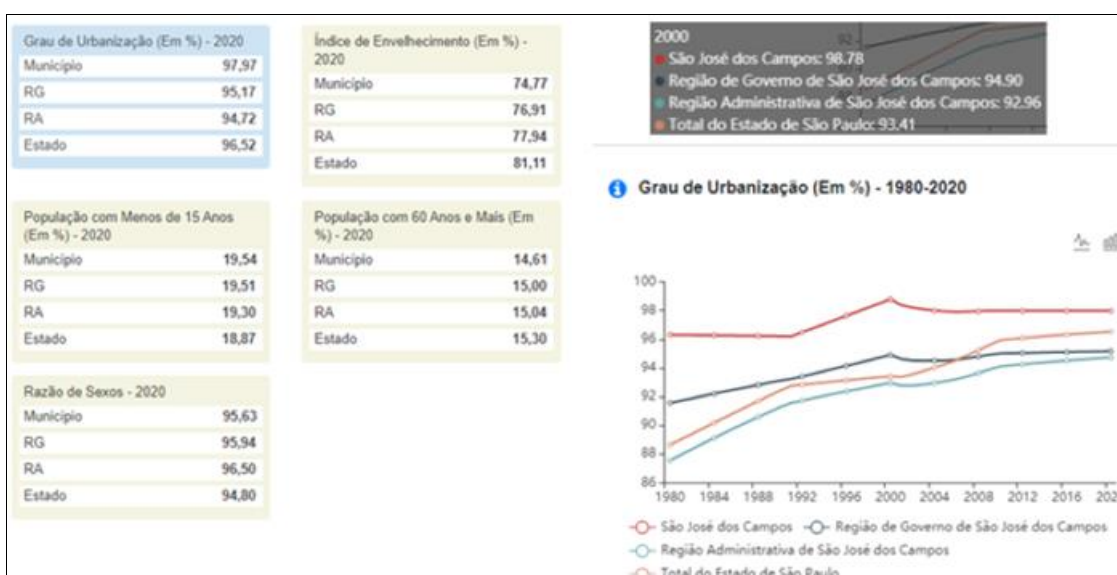 Grau de Urbanização (Em %) - 2020
Município 97,97
RG 95,17
RA 94,72
Estado 96,52
Índice de Envelhecimento (Em %) -
2020
Município 74,77
RG 76,91
RA 77,94
Estado 81,11
População com Menos de 15 Anos
(Em %) - 2020
Município 19,54
RG 19,51
RA 19,30
Estado 18,87
População com 60 Anos e Mais (Em
%) - 2020
Município 14,61
RG 15,00
RA 15,04
Estado 15,30
Razão de Sexos - 2020
Município 95,63
RG 95,94
RA 96,50
Estado 94,80
2000
São José dos Campos: 98.78
Região de Governo de São José dos Campos: 94.90
Região Administrativa de São José dos Campos: 92.96
Total do Estado de São Paulo: 93.41
Grau de Urbanização (Em %) - 1980-2020
100
98
96
94
92
90
88
86
1980 1984 1988 1992 1996 2000 2004 2008 2012 2016 202
São José dos Campos Região de Governo de São José dos Campos
Região Administrativa de São José dos Campos
Total do Estado de São Paulo